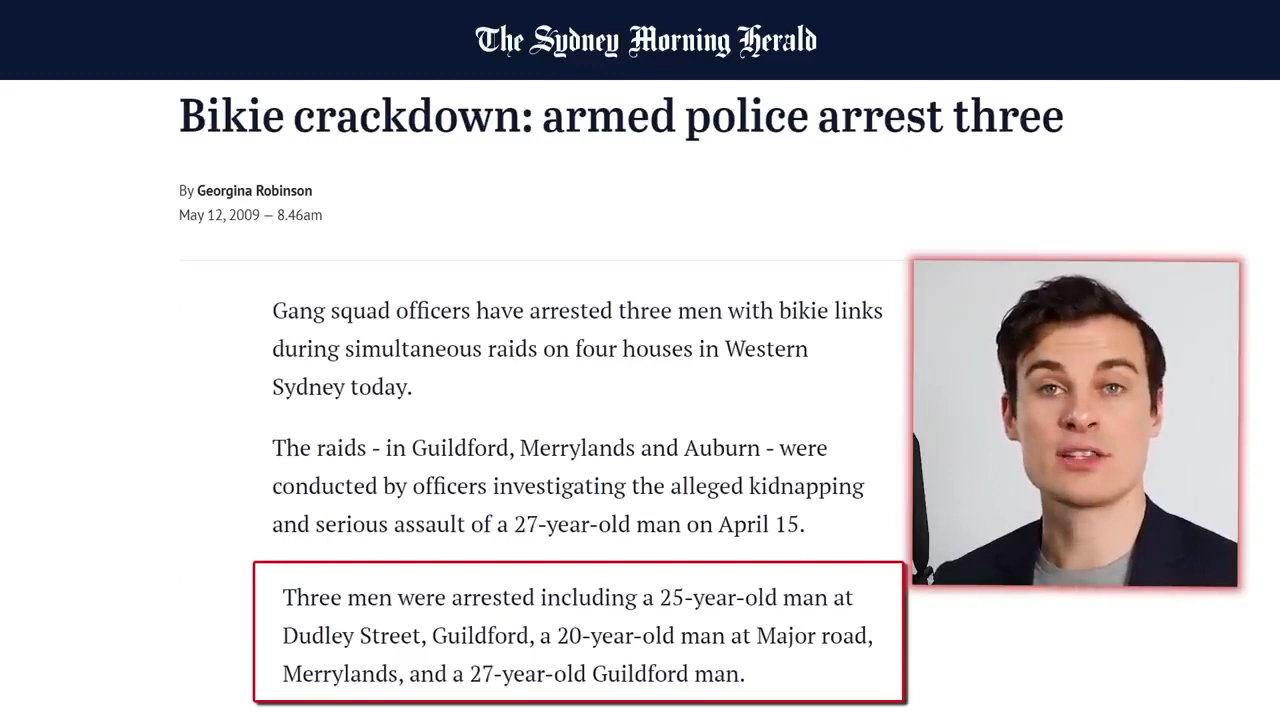 The Sydney Morning Herald
Bikie crackdown: armed police arrest three
By Georgina Robinson
May 12, 2009 — 8.46am
Gang squad officers have arrested three men with bikie links
during simultaneous raids on four houses in Western
Sydney today.
The raids - in Guildford, Merrylands and Auburn - were
conducted by officers investigating the alleged kidnapping
and serious assault of a 27-year-old man on April 15.
Three men were arrested including a 25-year-old man at
Dudley Street, Guildford, a 20-year-old man at Major road,
Merrylands, and a 27-year-old Guildford man.